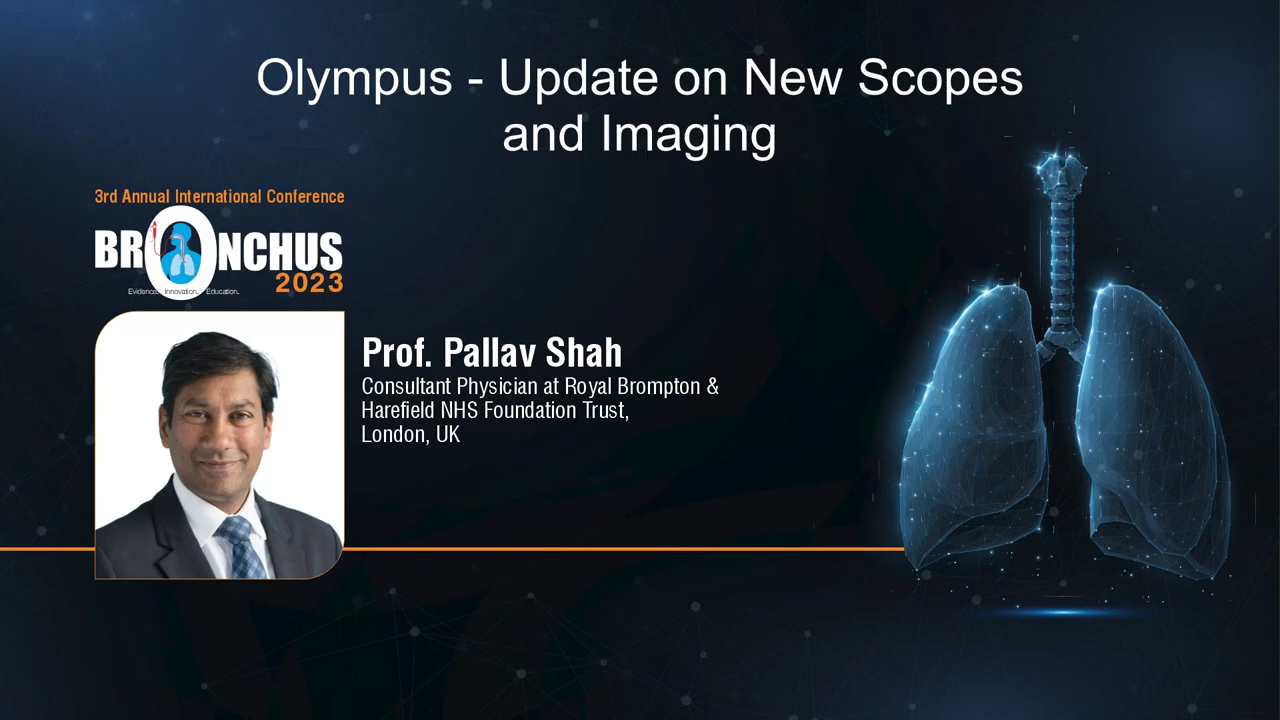 Olympus - Update on New Scopes
and Imaging
3rd Annual International Conference
BRONCHUS
2023
Evidence. Innovation. Education.
Prof. Pallav Shah
Consultant Physician at Royal Brompton &
Harefield NHS Foundation Trust,
London, UK